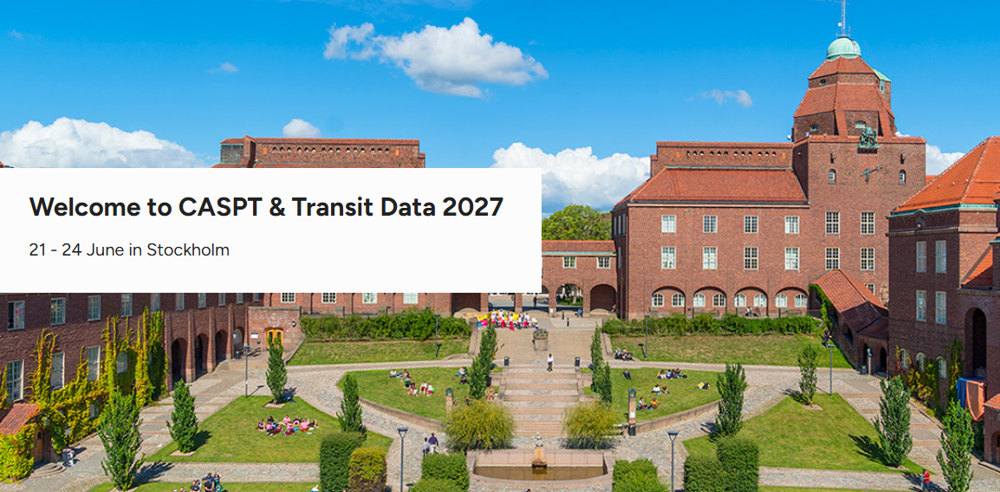 Welcome to CASPT & Transit Data 2027
21 - 24 June in Stockholm